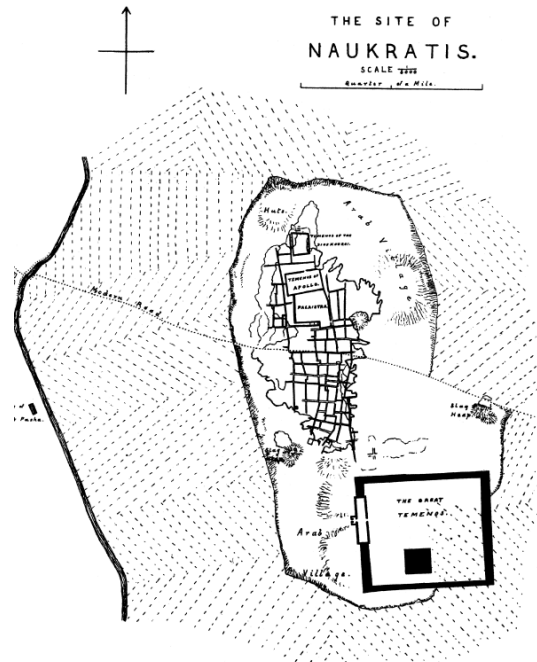 THE SITE OF
NAUKRATIS.
SCALE
Quarter of a Mile.
Huts.
Arab Village
TEMENOS OF THE
TEMENOS OF
APOLLO.
PALAISTRA.
Modern Road
Slag
Heap
Slag
THE GREAT
TEMENOS.
Arab
Village.
Pasha.